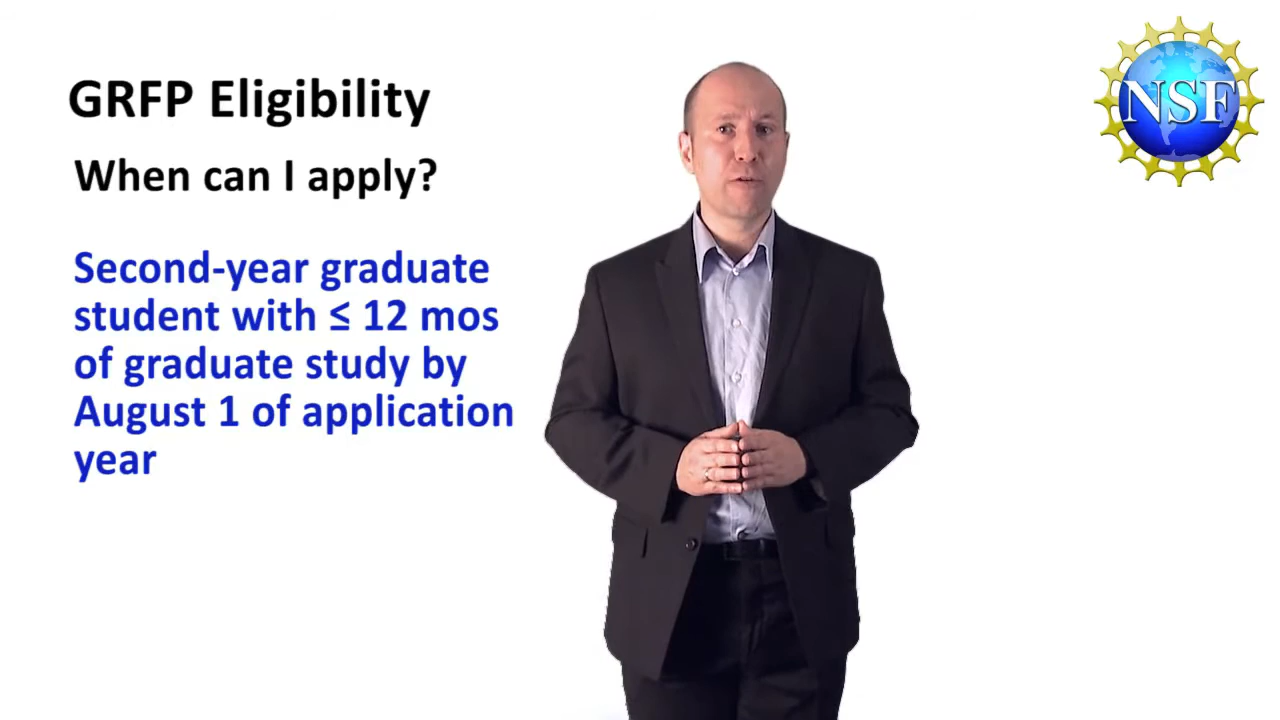 GRFP Eligibility
When can I apply?
Second-year graduate
student with ≤ 12 mos
of graduate study by
August 1 of application
year
NSF